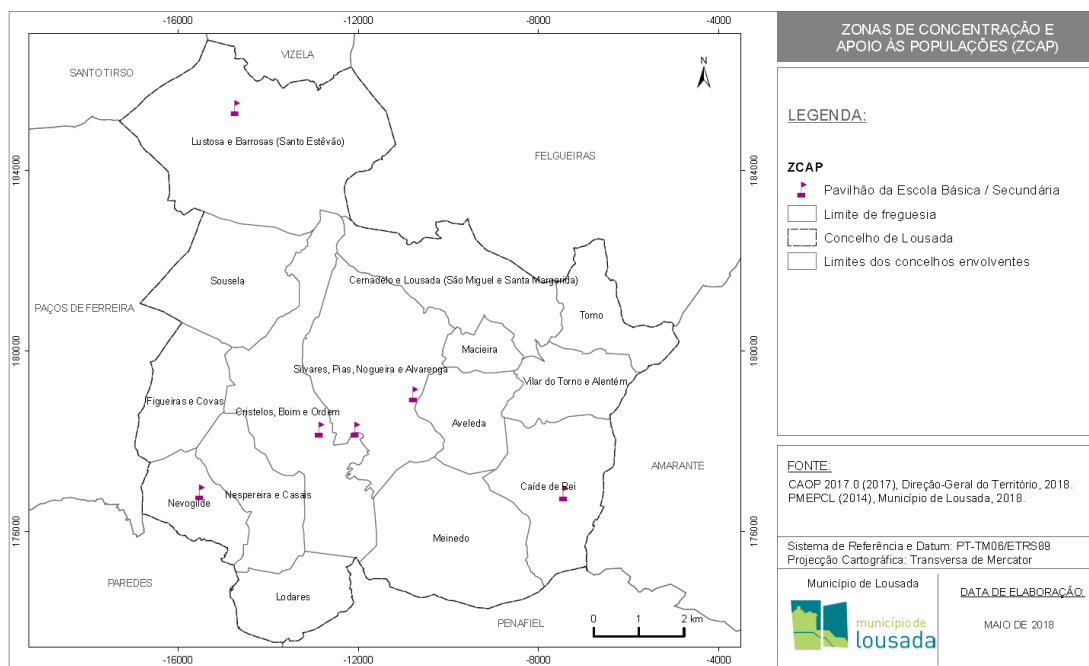 -16000
-12000
-8000
-4000
ZONAS DE CONCENTRAÇÃO E
APOIO ÀS POPULAÇÕES (ZCAP)
VIZELA
SANTO TIRSO
N
Lustosa e Barrosas (Santo Estêvão)
FELGUEIRAS
184000
184000
Sousela
Cernadelo e Lousada (São Miguel e Santa Margarida)
PAÇOS DE FERREIRA
Torno
180000
180000
Macieira
Silvares, Pias, Nogueira e Alvarenga
Vilar do Torno e Alentém
Figueiras e Covas
Cristelos, Boim e Ordem
Aveleda
AMARANTE
Caíde de Rei
Nespereira e Casais
Nevogilde
176000
176000
Meinedo
PAREDES
Lodares
0 1 2 km
PENAFIEL
-16000
-12000
-8000
-4000
LEGENDA:
ZCAP
Pavilhão da Escola Básica / Secundária
Limite de freguesia
Concelho de Lousada
Limites dos concelhos envolventes
FONTE:
CAOP 2017.0 (2017), Direção-Geral do Território, 2018.
PMEPCL (2014), Município de Lousada, 2018.
Sistema de Referência e Datum: PT-TM06/ETRS89
Projecção Cartográfica: Transversa de Mercator
Município de Lousada
município de
lousada
DATA DE ELABORAÇÃO:
MAIO DE 2018